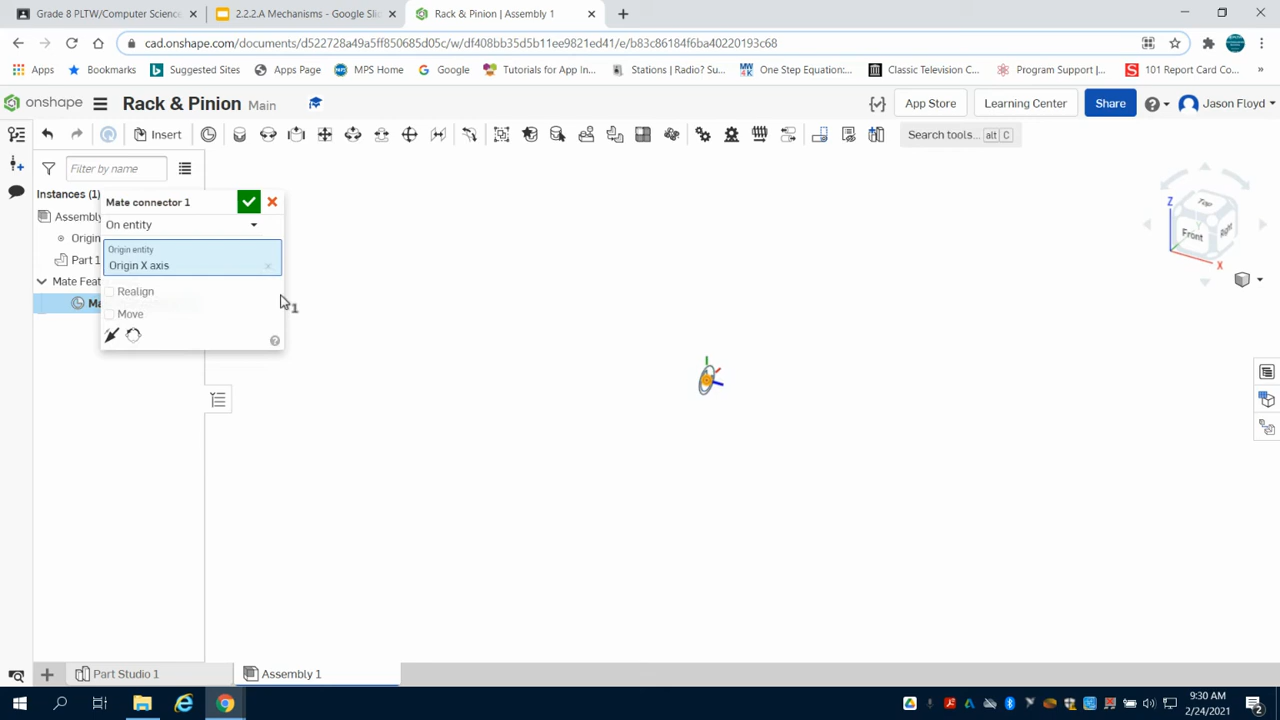 Grade 8 PLTW/Computer Science
2.2.2.A Mechanisms - Google Sli
Rack & Pinion | Assembly 1
cad.onshape.com/documents/d522728a49a5ff850685d05c/w/df408bb35d5b11ee9821ed41/e/b83c86184f6ba40220193c68
Apps
Bookmarks
Suggested Sites
Apps Page
MPS Home
Google
Tutorials for App In...
Stations | Radio? Su...
One Step Equation:...
Classic Television C...
Program Support |...
101 Report Card Co...
onshape
Rack & Pinion Main
App Store
Learning Center
Share
Jason Floyd
Insert
Search tools... alt C
Filter by name
Instances (1)
Assembly
Origin
Part 1
Mate Feat
Ma
Mate connector 1
On entity
Origin entity
Origin X axis
Realign
Move
1
Z
Top
Y
Front
Right
X
Part Studio 1
Assembly 1
9:30 AM
2/24/2021
2